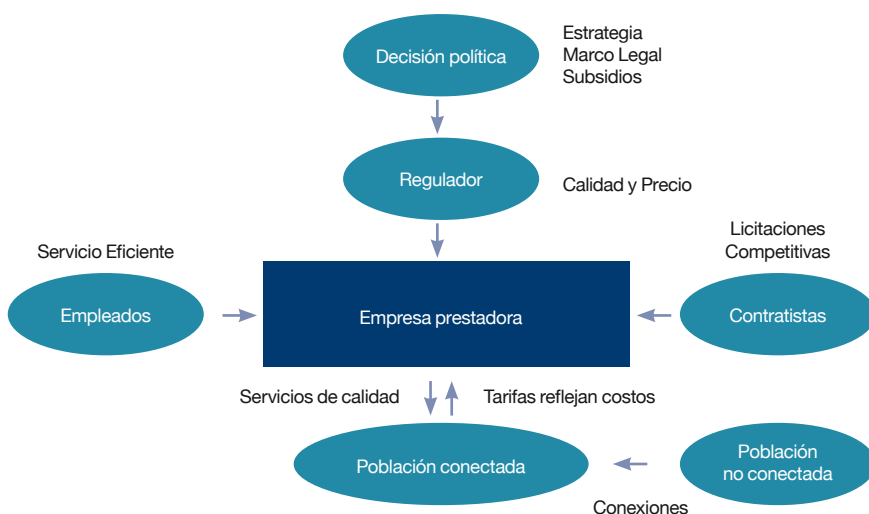 Decisión política
Estrategia
Marco Legal
Subsidios
Regulador
Calidad y Precio
Servicio Eficiente
Licitaciones
Competitivas
Empleados
Empresa prestadora
Contratistas
Servicios de calidad
Tarifas reflejan costos
Población conectada
Población
no conectada
Conexiones